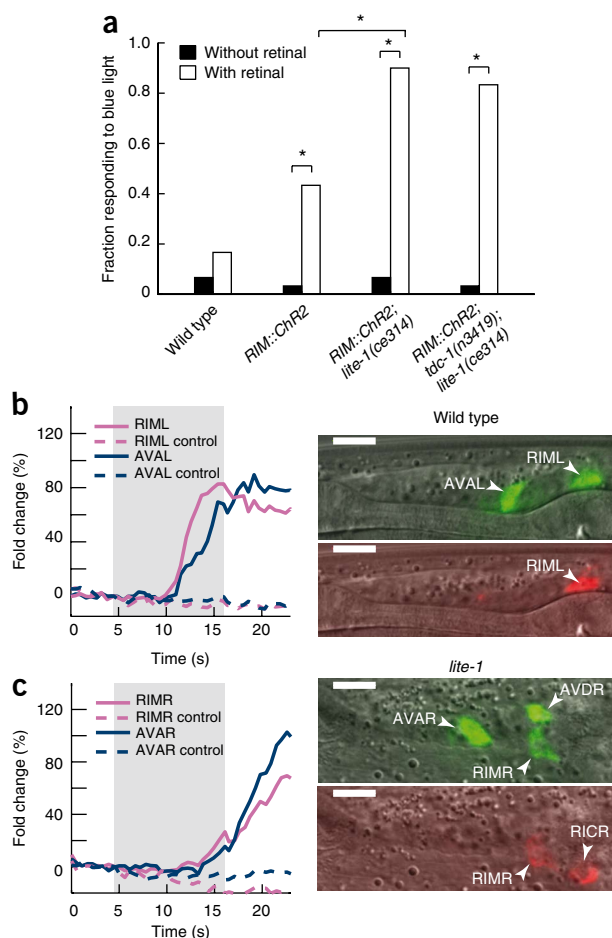 a
Fraction responding to blue light
1.0
0.8
0.6
0.4
0.2
0
Without retinal
With retinal
*
*
*
*
Wild type
RIM::ChR2
RIM::ChR2;
lite-1(ce314)
RIM::ChR2;
tdc-1(n3419);
lite-1(ce314)
b
Fold change (%)
120
80
40
0
RIML
RIML control
AVAL
AVAL control
0 5 10 15 20
Time (s)
Wild type
AVAL
RIML
RIML
c
Fold change (%)
120
80
40
0
RIMR
RIMR control
AVAR
AVAR control
0 5 10 15 20
Time (s)
lite-1
AVDR
AVAR
RIMR
RICR
RIMR